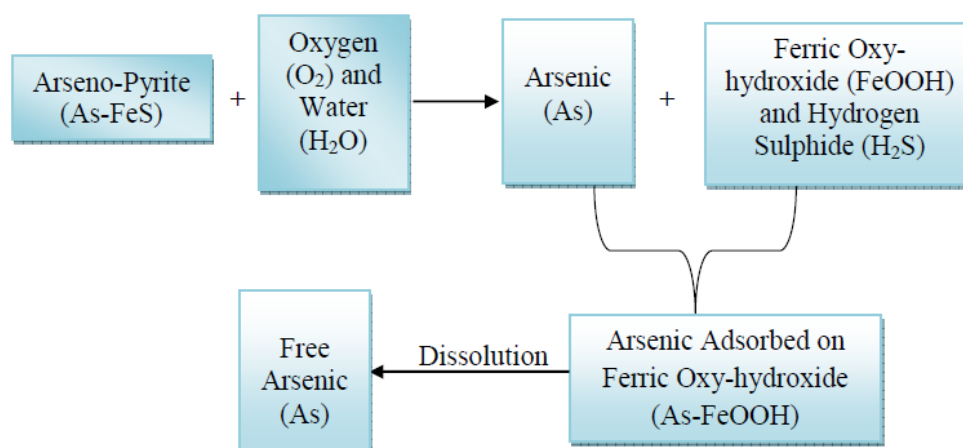 Arseno-Pyrite
(As-FeS)
+
Oxygen
(O₂) and
Water
(H₂O)
Arsenic
(As)
+
Ferric Oxy-
hydroxide (FeOOH)
and Hydrogen
Sulphide (H₂S)
Free
Arsenic
(As)
Dissolution
Arsenic Adsorbed on
Ferric Oxy-hydroxide
(As-FeOOH)